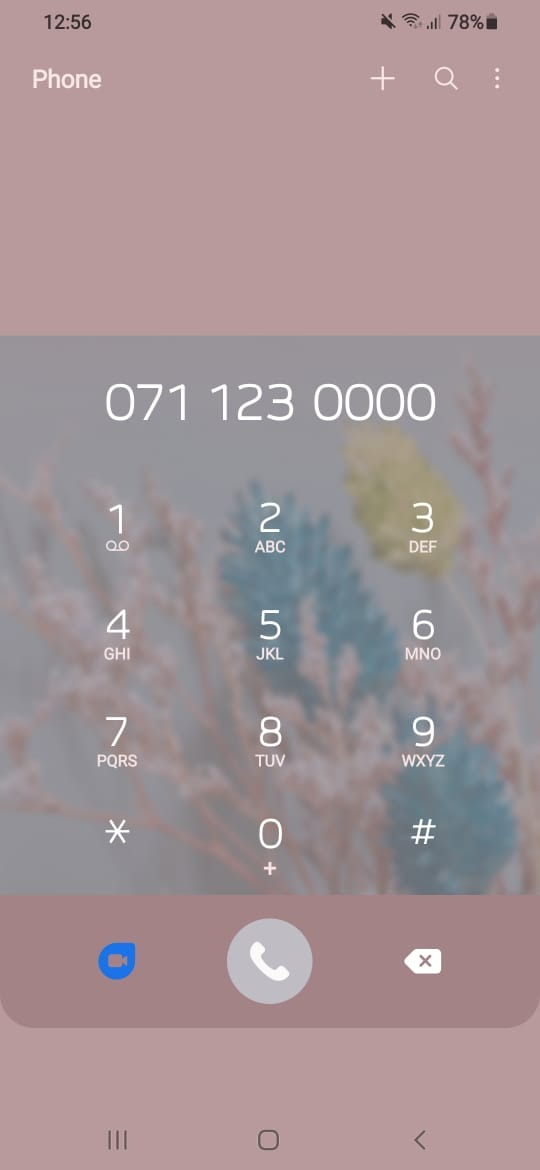 12:56 78%
Phone
071 123 0000
1 2 3
ABC DEF
4 5 6
GHI JKL MNO
7 8 9
PQRS TUV WXYZ
* 0 #
+